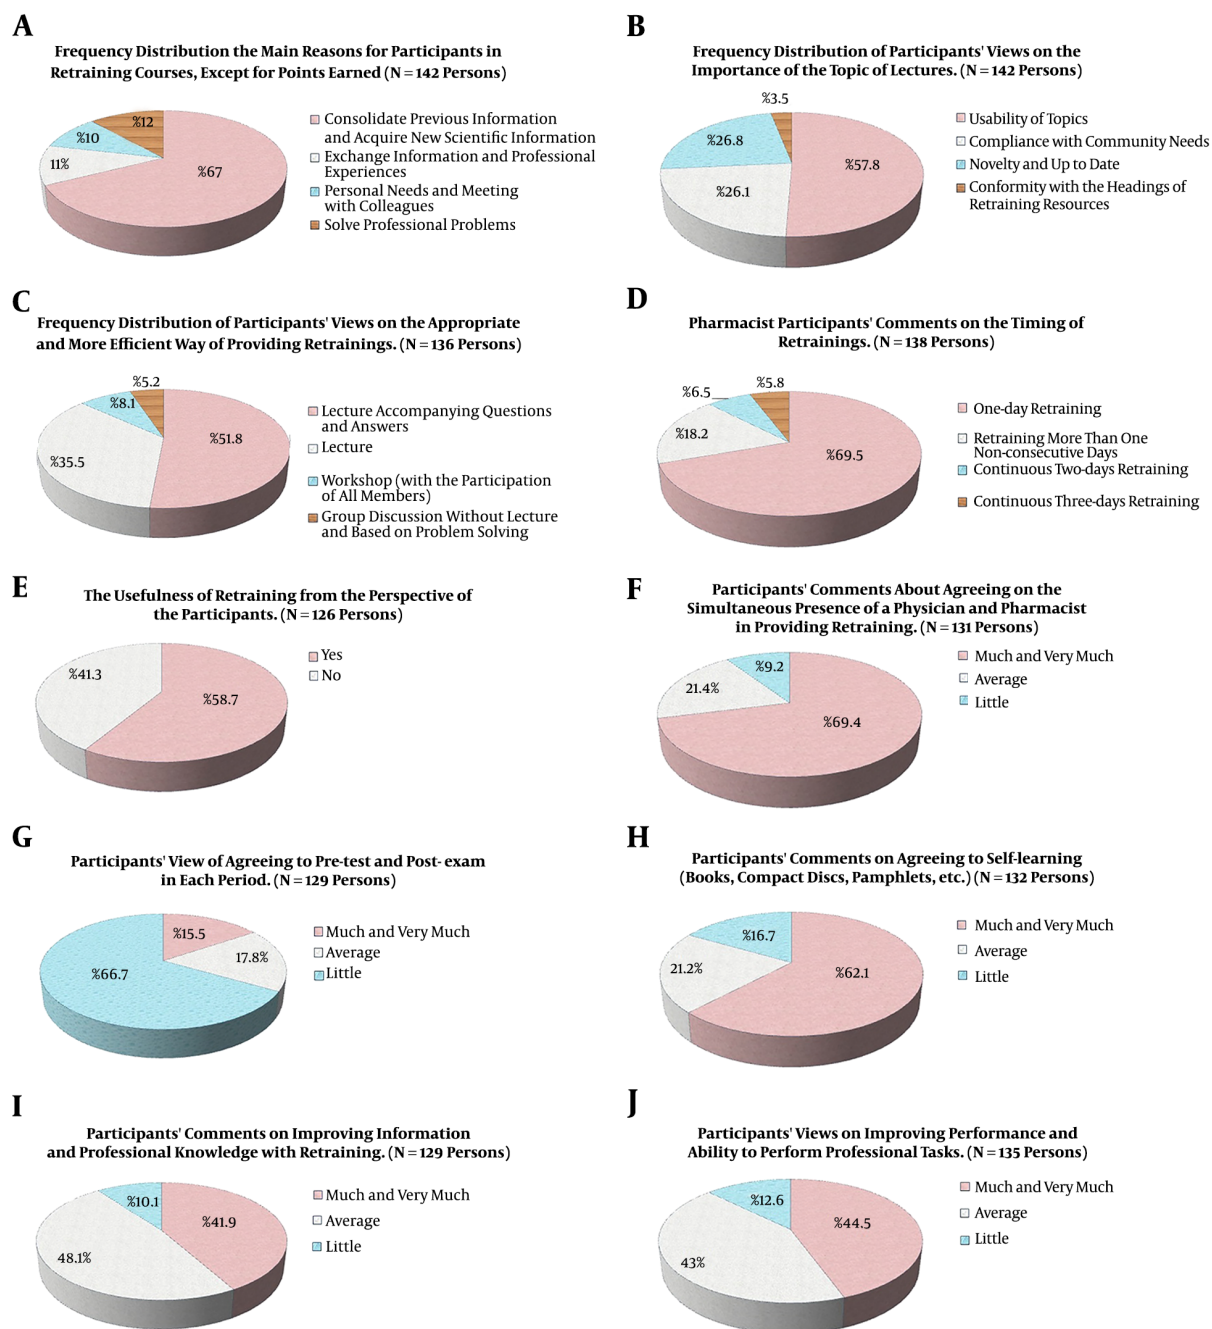 A
Frequency Distribution the Main Reasons for Participants in
Retraining Courses, Except for Points Earned (N = 142 Persons)
%12
%10
11%
%67
Consolidate Previous Information
and Acquire New Scientific Information
Exchange Information and Professional
Experiences
Personal Needs and Meeting
with Colleagues
Solve Professional Problems
B
Frequency Distribution of Participants' Views on the
Importance of the Topic of Lectures. (N = 142 Persons)
%3.5
%26.8
%57.8
%26.1
Usability of Topics
Compliance with Community Needs
Novelty and Up to Date
Conformity with the Headings of
Retraining Resources
C
Frequency Distribution of Participants' Views on the Appropriate
and More Efficient Way of Providing Retrainings. (N = 136 Persons)
%5.2
%8.1
%51.8
%35.5
Lecture Accompanying Questions
and Answers
Lecture
Workshop (with the Participation
of All Members)
Group Discussion Without Lecture
and Based on Problem Solving
D
Pharmacist Participants' Comments on the Timing of
Retrainings. (N = 138 Persons)
%5.8
%6.5
%18.2
%69.5
One-day Retraining
Retraining More Than One
Non-consecutive Days
Continuous Two-days Retraining
Continuous Three-days Retraining
E
The Usefulness of Retraining from the Perspective of
the Participants. (N = 126 Persons)
%41.3
%58.7
Yes
No
F
Participants' Comments About Agreeing on the
Simultaneous Presence of a Physician and Pharmacist
in Providing Retraining. (N = 131 Persons)
%9.2
21.4%
%69.4
Much and Very Much
Average
Little
G
Participants' View of Agreeing to Pre-test and Post- exam
in Each Period. (N = 129 Persons)
%15.5
17.8%
%66.7
Much and Very Much
Average
Little
H
Participants' Comments on Agreeing to Self-learning
(Books, Compact Discs, Pamphlets, etc.) (N = 132 Persons)
%16.7
21.2%
%62.1
Much and Very Much
Average
Little
I
Participants' Comments on Improving Information
and Professional Knowledge with Retraining. (N = 129 Persons)
%10.1
%41.9
48.1%
Much and Very Much
Average
Little
J
Participants' Views on Improving Performance and
Ability to Perform Professional Tasks. (N = 135 Persons)
%12.6
%44.5
43%
Much and Very Much
Average
Little